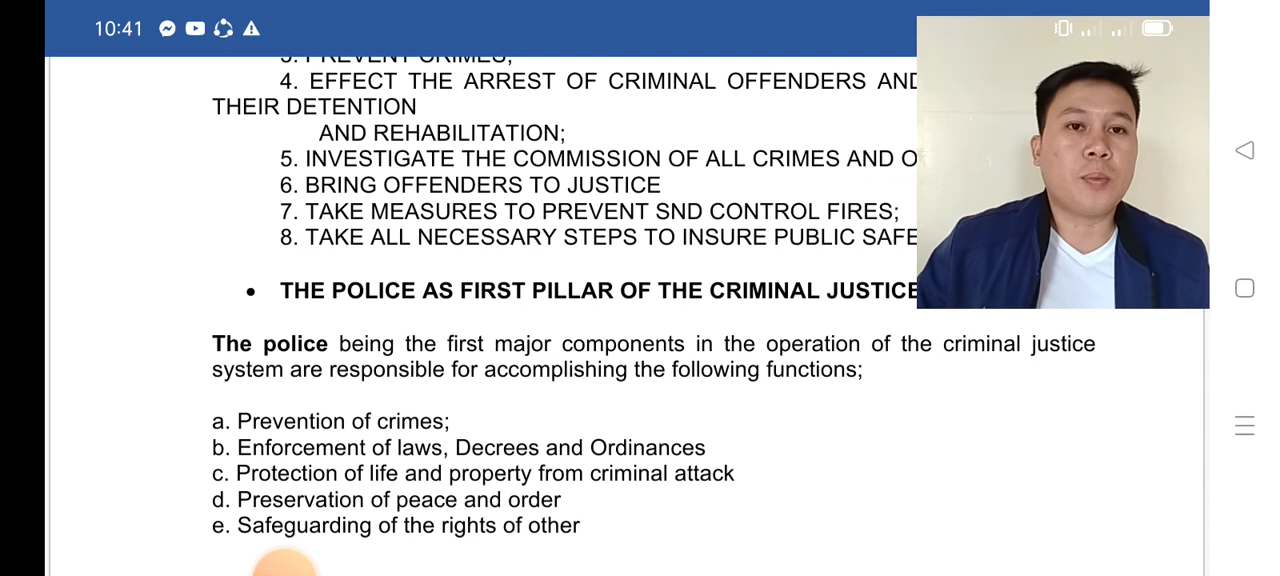 10:41
3. PREVENT CRIMES;
4. EFFECT THE ARREST OF CRIMINAL OFFENDERS AND
THEIR DETENTION
AND REHABILITATION;
5. INVESTIGATE THE COMMISSION OF ALL CRIMES AND O
6. BRING OFFENDERS TO JUSTICE
7. TAKE MEASURES TO PREVENT SND CONTROL FIRES;
8. TAKE ALL NECESSARY STEPS TO INSURE PUBLIC SAFE
• THE POLICE AS FIRST PILLAR OF THE CRIMINAL JUSTICE
The police being the first major components in the operation of the criminal justice
system are responsible for accomplishing the following functions;
a. Prevention of crimes;
b. Enforcement of laws, Decrees and Ordinances
c. Protection of life and property from criminal attack
d. Preservation of peace and order
e. Safeguarding of the rights of other